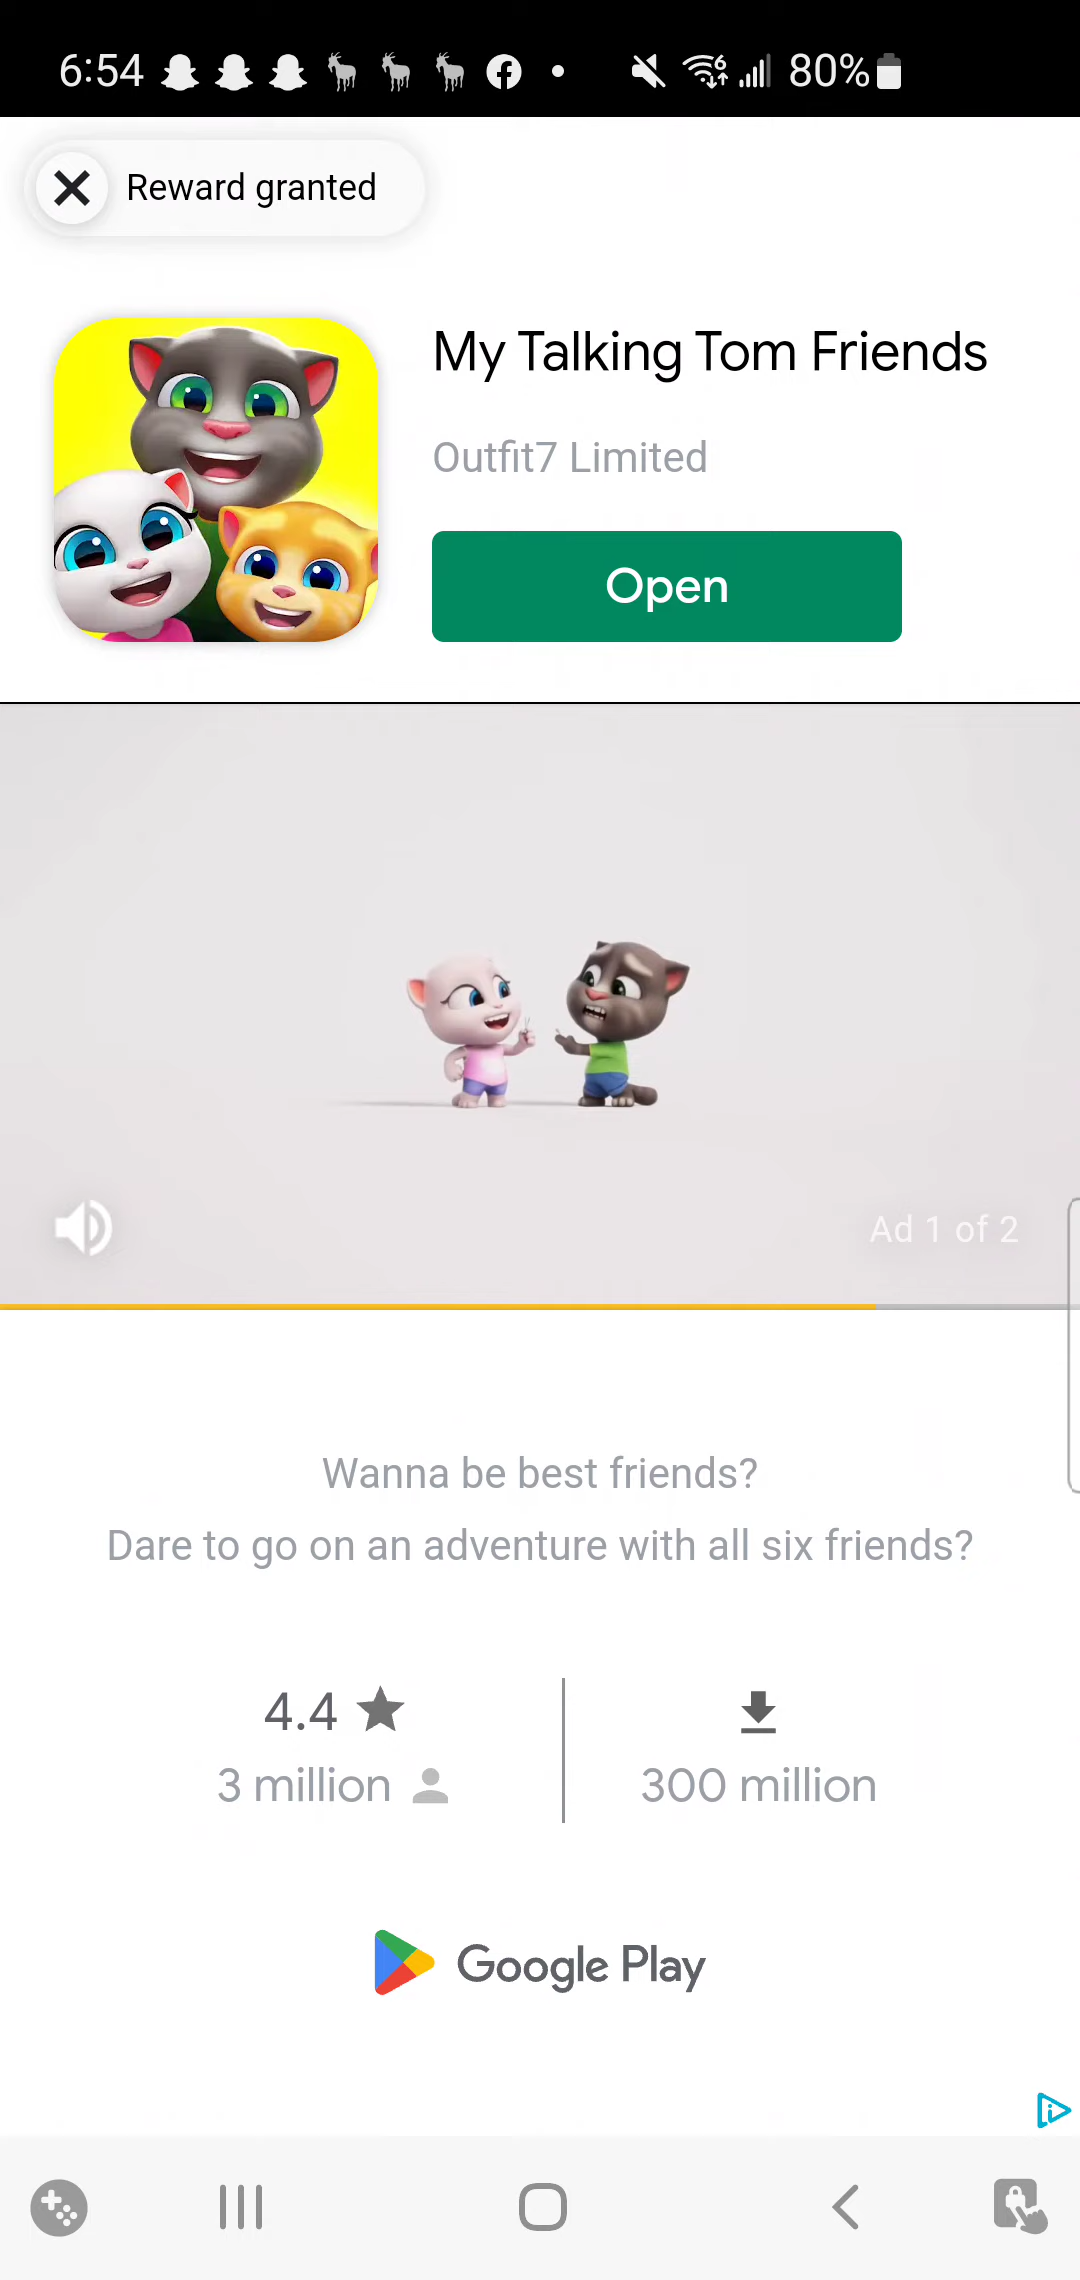 6:54
80%
Reward granted
My Talking Tom Friends
Outfit7 Limited
Open
Ad 1 of 2
Wanna be best friends?
Dare to go on an adventure with all six friends?
4.4
3 million
300 million
Google Play